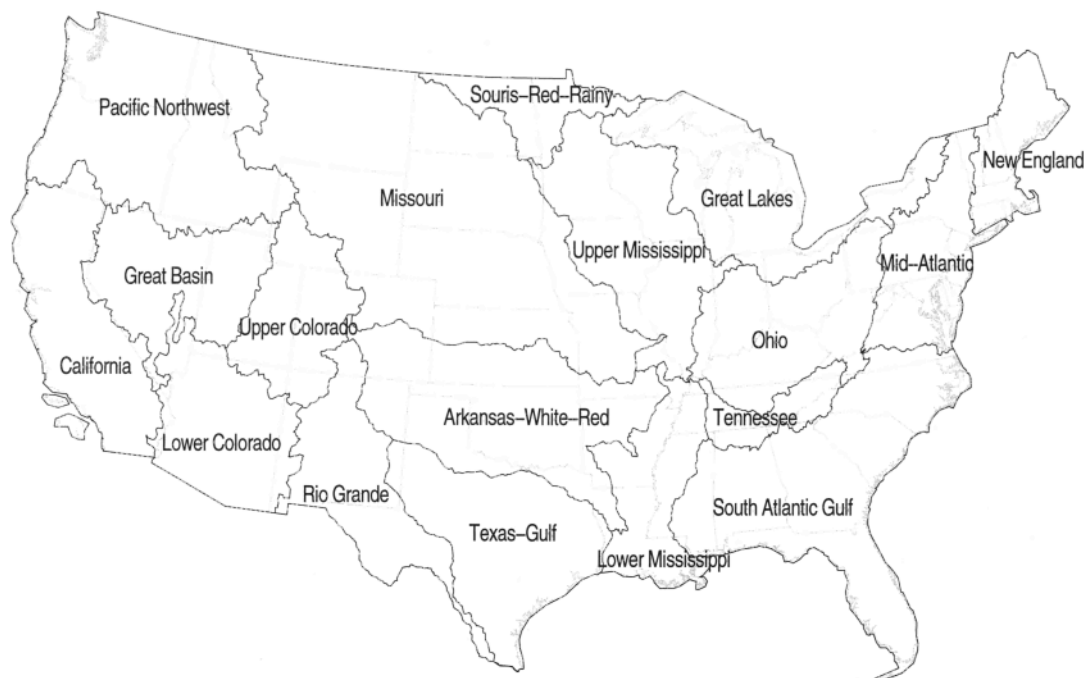 Souris–Red–Rainy
Pacific Northwest
New England
Missouri
Great Lakes
Upper Mississippi
Mid–Atlantic
Great Basin
Upper Colorado
Ohio
California
Arkansas–White–Red
Tennessee
Lower Colorado
Rio Grande
South Atlantic Gulf
Texas–Gulf
Lower Mississippi